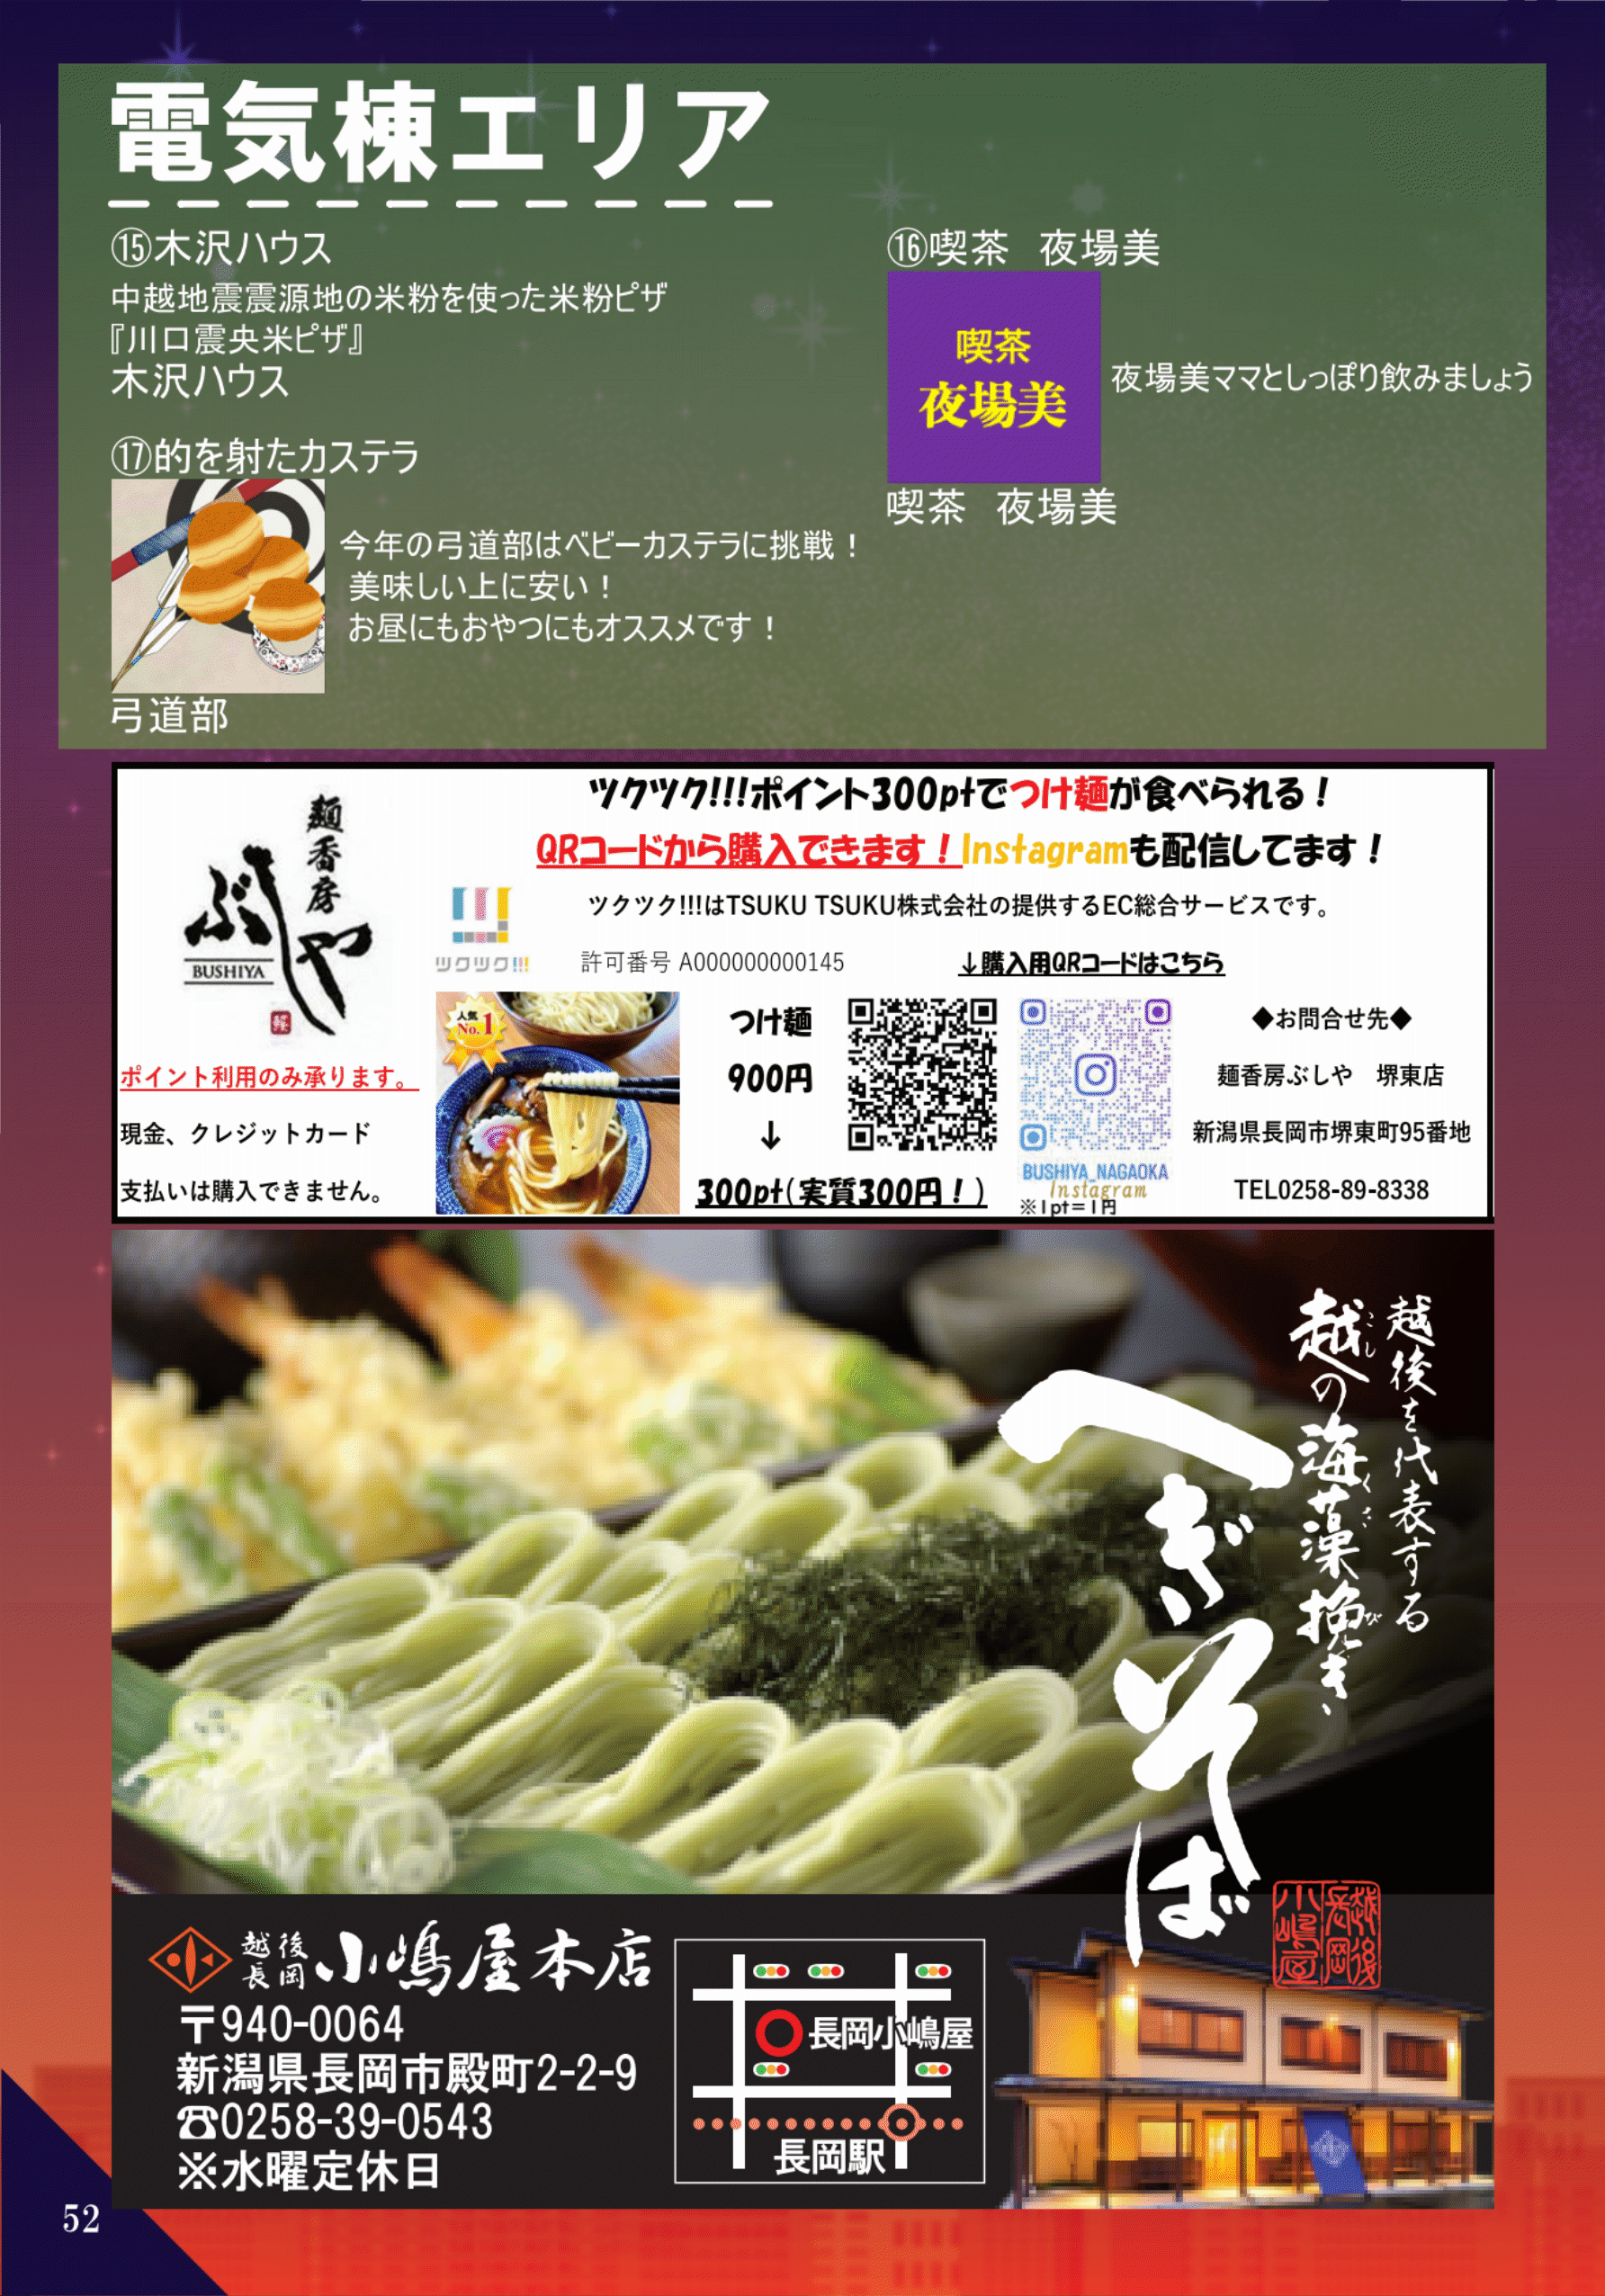 電気棟エリア
⑮木沢ハウス
中越地震震源地の米粉を使った米粉ピザ
『川口震央米ピザ』
木沢ハウス
⑯喫茶　夜場美
喫茶
夜場美
夜場美ママとしっぽり飲みましょう
喫茶　夜場美
⑰的を射たカステラ
今年の弓道部はベビーカステラに挑戦！
美味しい上に安い！
お昼にもおやつにもオススメです！
弓道部
麺香房
ぶしや
BUSHIYA
ポイント利用のみ承ります。
現金、クレジットカード
支払いは購入できません。
ツクツク!!!ポイント300ptでつけ麺が食べられる！
QRコードから購入できます！Instagramも配信してます！
ツクツク!!!はTSUKU TSUKU株式会社の提供するEC総合サービスです。
ツクツク!!!
許可番号 A000000000145
↓購入用QRコードはこちら
人気
No.1
つけ麺
900円
↓
300pt(実質300円！)
BUSHIYA_NAGAOKA
Instagram
※1pt＝1円
◆お問合せ先◆
麺香房ぶしや　堺東店
新潟県長岡市堺東町95番地
TEL0258-89-8338
越後を代表する
越の海藻挽き、
こし
くさ
び
へぎそば
越後
長岡
小嶋屋
越後
長岡
小嶋屋本店
〒940-0064
新潟県長岡市殿町2-2-9
☎0258-39-0543
※水曜定休日
長岡小嶋屋
長岡駅
52